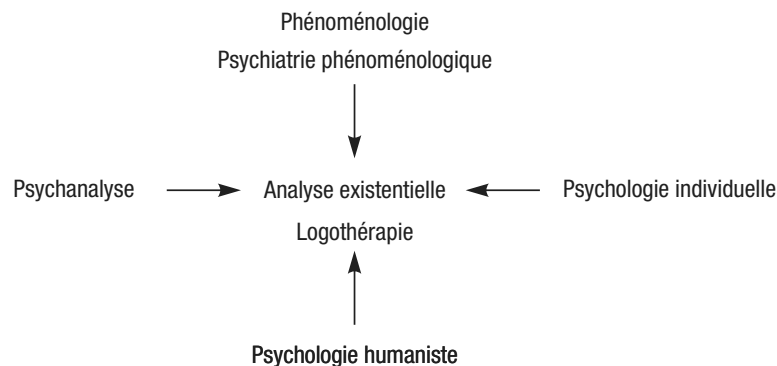 Phénoménologie
Psychiatrie phénoménologique
Psychanalyse
Analyse existentielle
Psychologie individuelle
Logothérapie
Psychologie humaniste